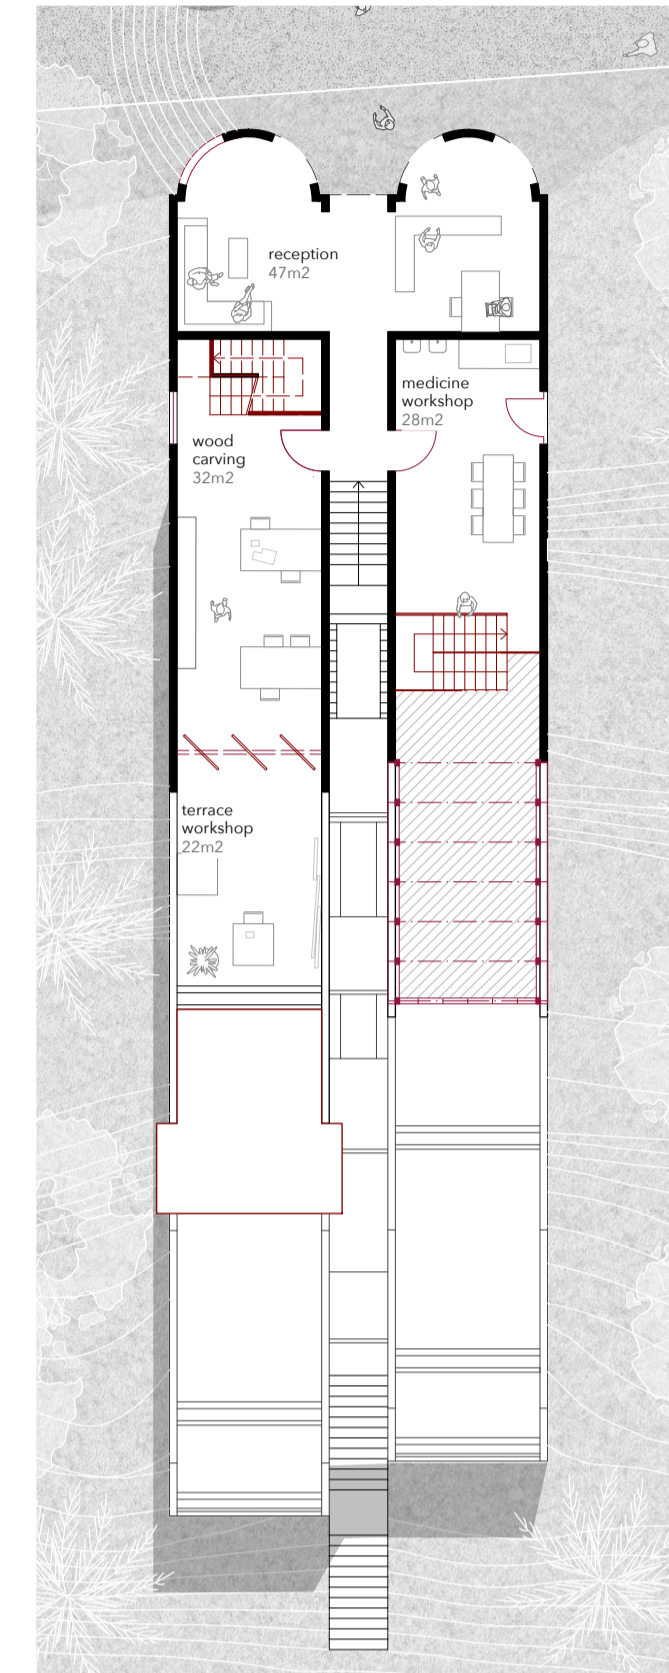 reception
47m2
medicine
workshop
28m2
wood
carving
32m2
terrace
workshop
22m2